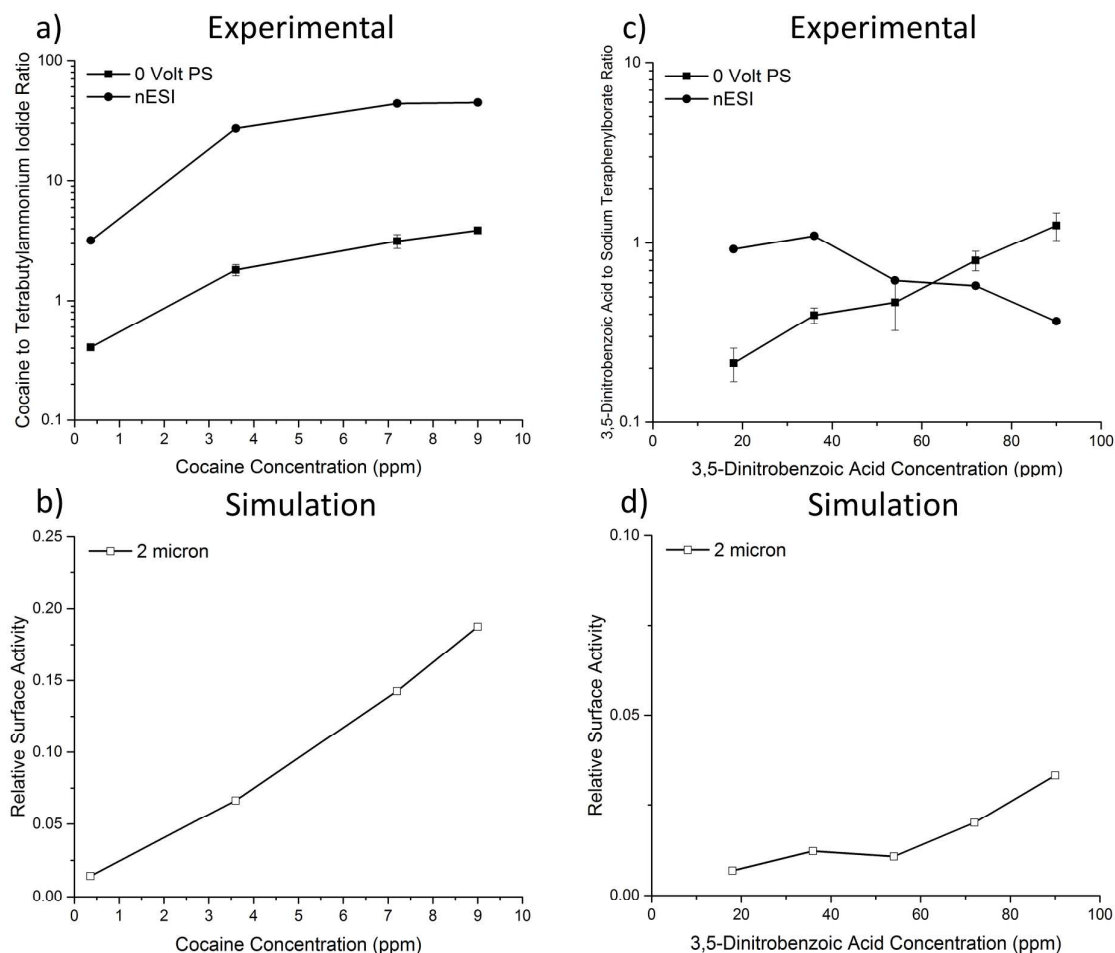 a) Experimental
0 Volt PS
nESI
Cocaine to Tetrabutylammonium Iodide Ratio
100
10
1
0.1
0 1 2 3 4 5 6 7 8 9 10
Cocaine Concentration (ppm)
c) Experimental
0 Volt PS
nESI
3,5-Dinitrobenzoic Acid to Sodium Teraphenylborate Ratio
10
1
0.1
0 20 40 60 80 100
3,5-Dinitrobenzoic Acid Concentration (ppm)
b) Simulation
2 micron
Relative Surface Activity
0.25
0.20
0.15
0.10
0.05
0.00
0 1 2 3 4 5 6 7 8 9 10
Cocaine Concentration (ppm)
d) Simulation
2 micron
Relative Surface Activity
0.10
0.05
0.00
0 20 40 60 80 100
3,5-Dinitrobenzoic Acid Concentration (ppm)